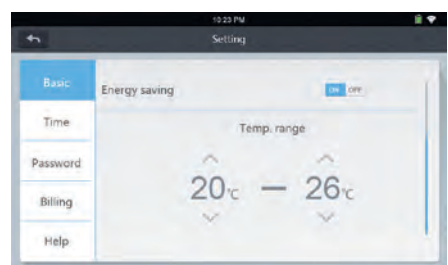 10:23 PM
Setting
Basic
Energy saving
ON OFF
Time
Temp. range
Password
20°C — 26°C
Billing
Help